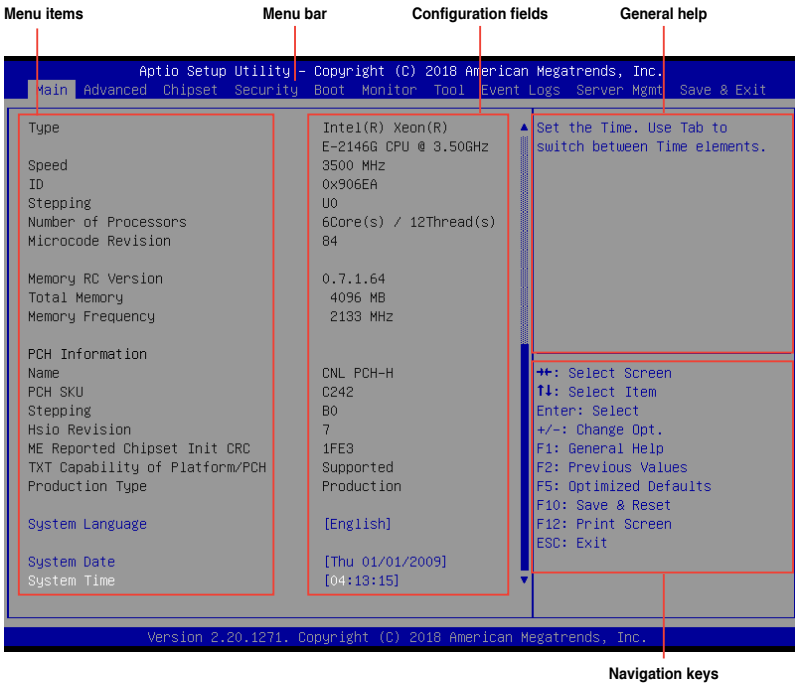 Menu items Menu bar Configuration fields General help
Aptio Setup Utility – Copyright (C) 2018 American Megatrends, Inc.
Main Advanced Chipset Security Boot Monitor Tool Event Logs Server Mgmt Save & Exit
Type Intel(R) Xeon(R)
E-2146G CPU @ 3.50GHz
Speed 3500 MHz
ID 0x906EA
Stepping U0
Number of Processors 6Core(s) / 12Thread(s)
Microcode Revision 84
Memory RC Version 0.7.1.64
Total Memory 4096 MB
Memory Frequency 2133 MHz
PCH Information
Name CNL PCH-H
PCH SKU C242
Stepping B0
Hsio Revision 7
ME Reported Chipset Init CRC 1FE3
TXT Capability of Platform/PCH Supported
Production Type Production
System Language [English]
System Date [Thu 01/01/2009]
System Time [04:13:15]
Set the Time. Use Tab to
switch between Time elements.
→←: Select Screen
↑↓: Select Item
Enter: Select
+/-: Change Opt.
F1: General Help
F2: Previous Values
F5: Optimized Defaults
F10: Save & Reset
F12: Print Screen
ESC: Exit
Version 2.20.1271. Copyright (C) 2018 American Megatrends, Inc.
Navigation keys